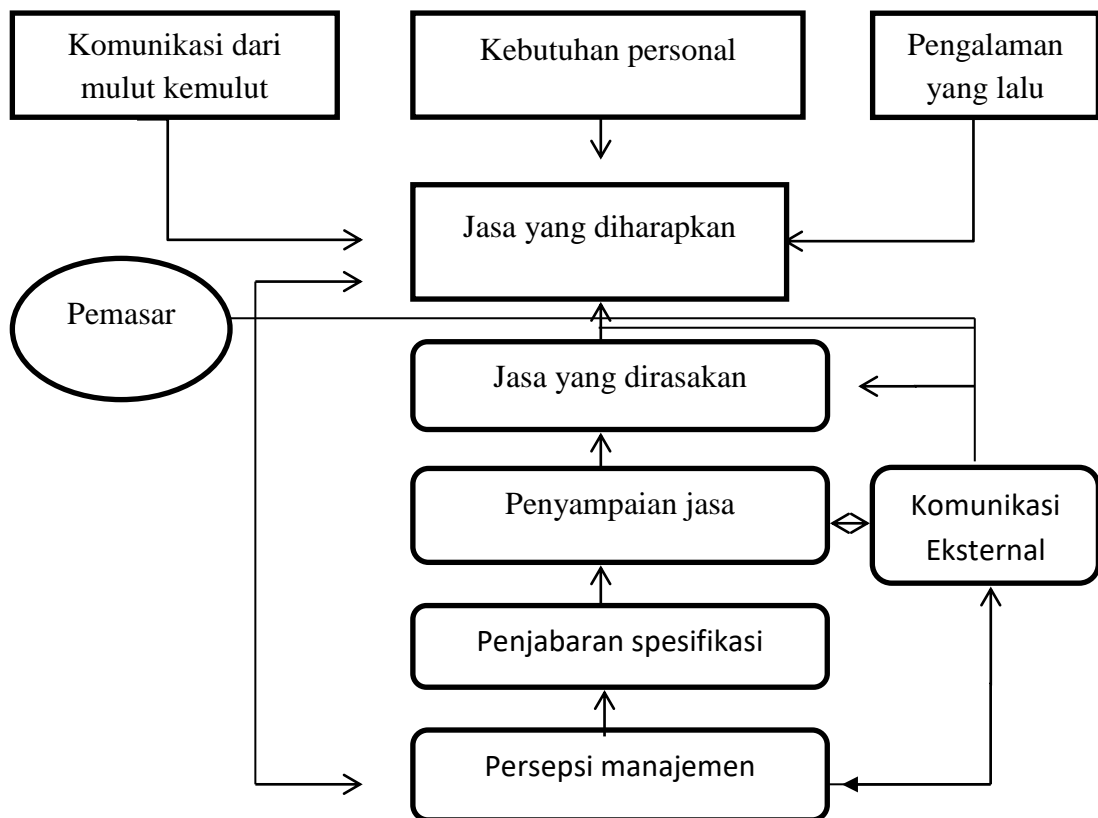 Komunikasi dari
mulut kemulut
Kebutuhan personal
Pengalaman
yang lalu
Jasa yang diharapkan
Pemasar
Jasa yang dirasakan
Penyampaian jasa
Komunikasi
Eksternal
Penjabaran spesifikasi
Persepsi manajemen